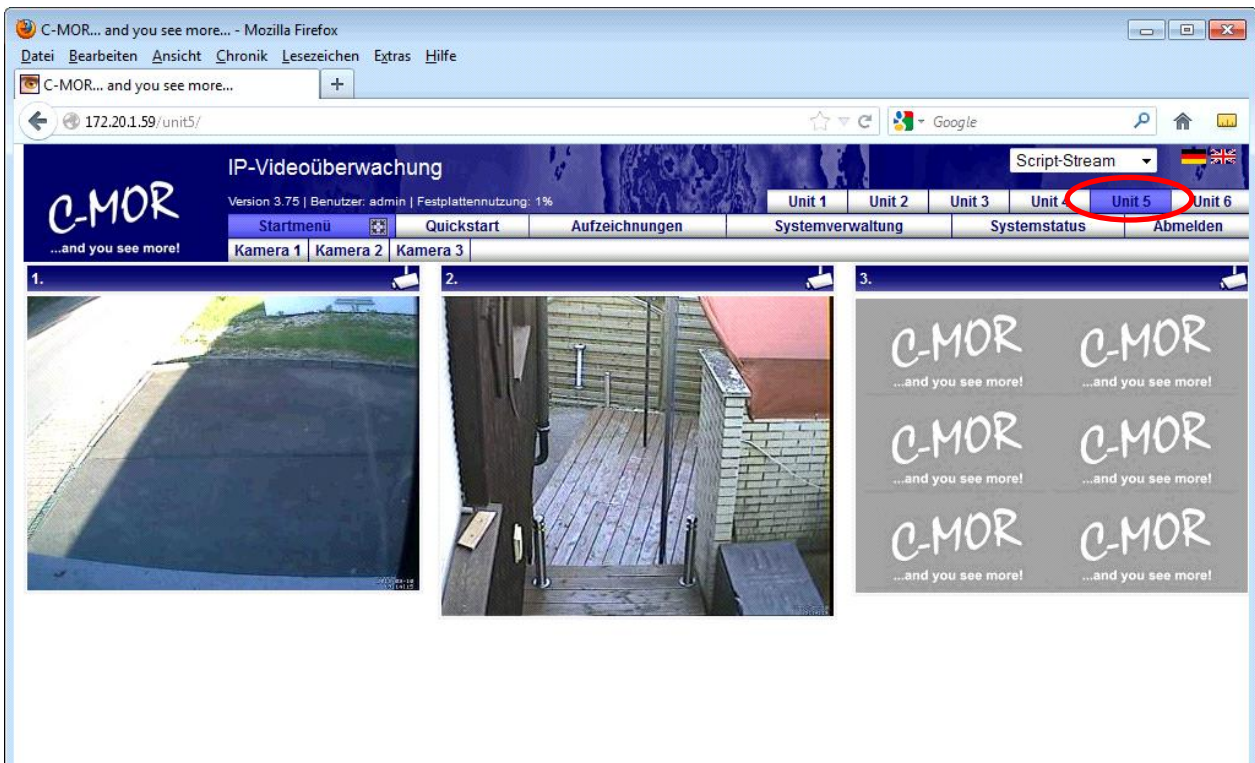 C-MOR... and you see more... - Mozilla Firefox
Datei Bearbeiten Ansicht Chronik Lesezeichen Extras Hilfe
C-MOR... and you see more... +
172.20.1.59/unit5/
Google
IP-Videoüberwachung
Script-Stream
C-MOR
...and you see more!
Version 3.75 | Benutzer: admin | Festplattennutzung: 1%
Unit 1 Unit 2 Unit 3 Unit 4 Unit 5 Unit 6
Startmenü Quickstart Aufzeichnungen Systemverwaltung Systemstatus Abmelden
Kamera 1 Kamera 2 Kamera 3
1. 2. 3.
C-MOR C-MOR
...and you see more! ...and you see more!
C-MOR C-MOR
...and you see more! ...and you see more!
C-MOR C-MOR
...and you see more! ...and you see more!